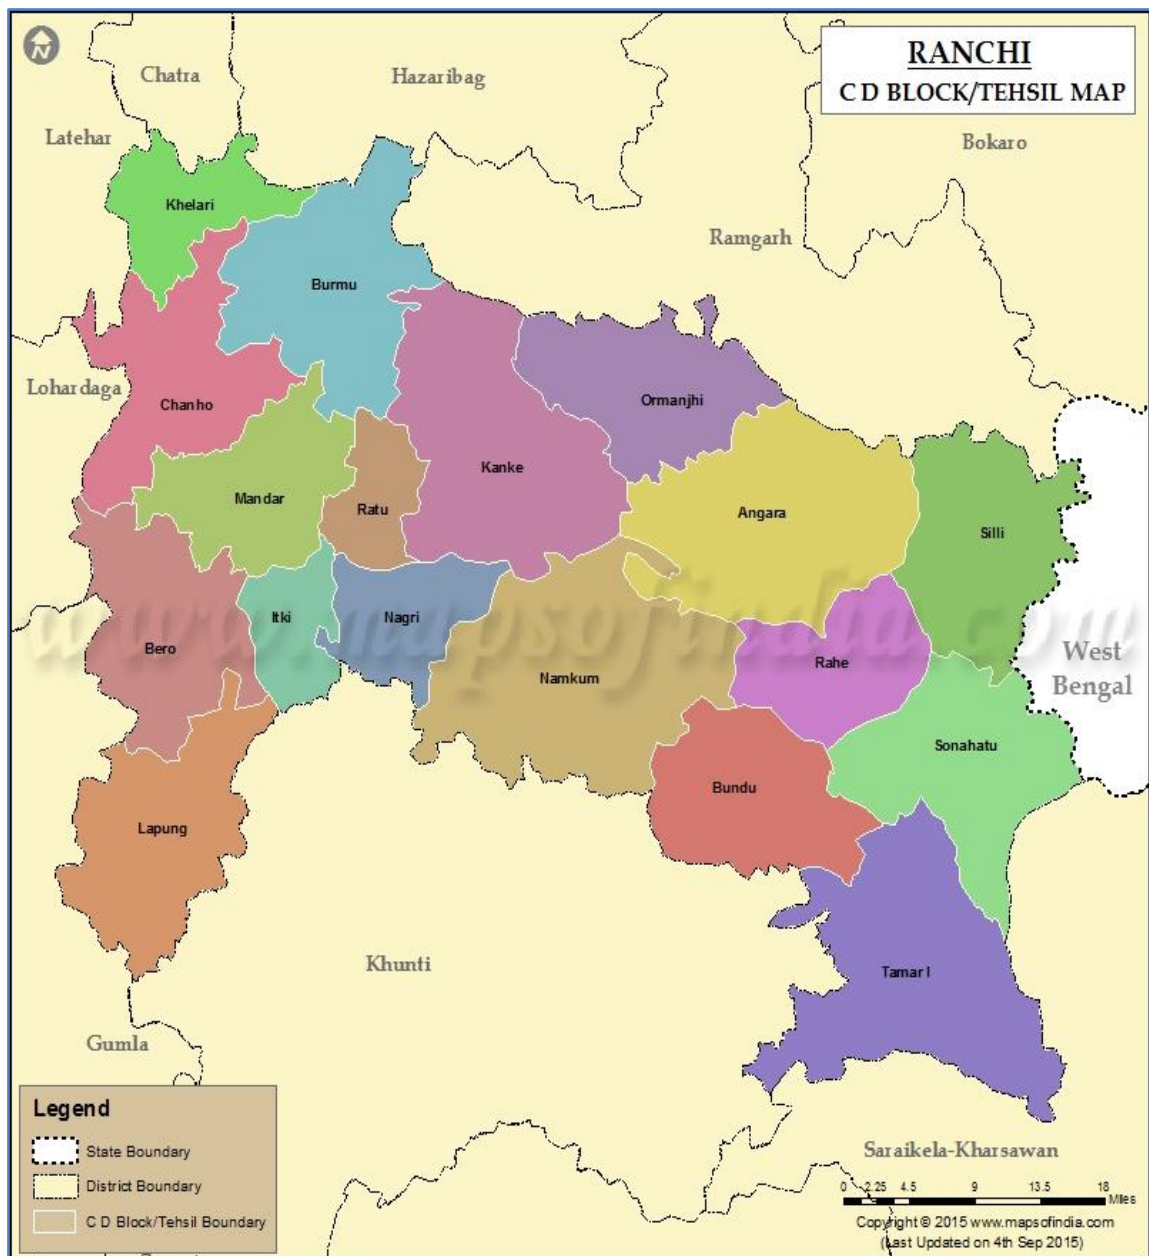 N
RANCHI
C D BLOCK/TEHSIL MAP
Chatra
Hazaribag
Latehar
Bokaro
Khelari
Ramgarh
Burmu
Lohardaga
Chanho
Ormanjhi
Kanke
Mandar
Ratu
Angara
Silli
www.mapsofindia.com
Itki
Nagri
Bero
Namkum
Rahe
West
Bengal
Sonahatu
Bundu
Lapung
Khunti
Tamar I
Gumla
Legend
State Boundary
District Boundary
C D Block/Tehsil Boundary
Saraikela-Kharsawan
0 2.25 4.5 9 13.5 18
Miles
Copyright © 2015 www.mapsofindia.com
(Last Updated on 4th Sep 2015)